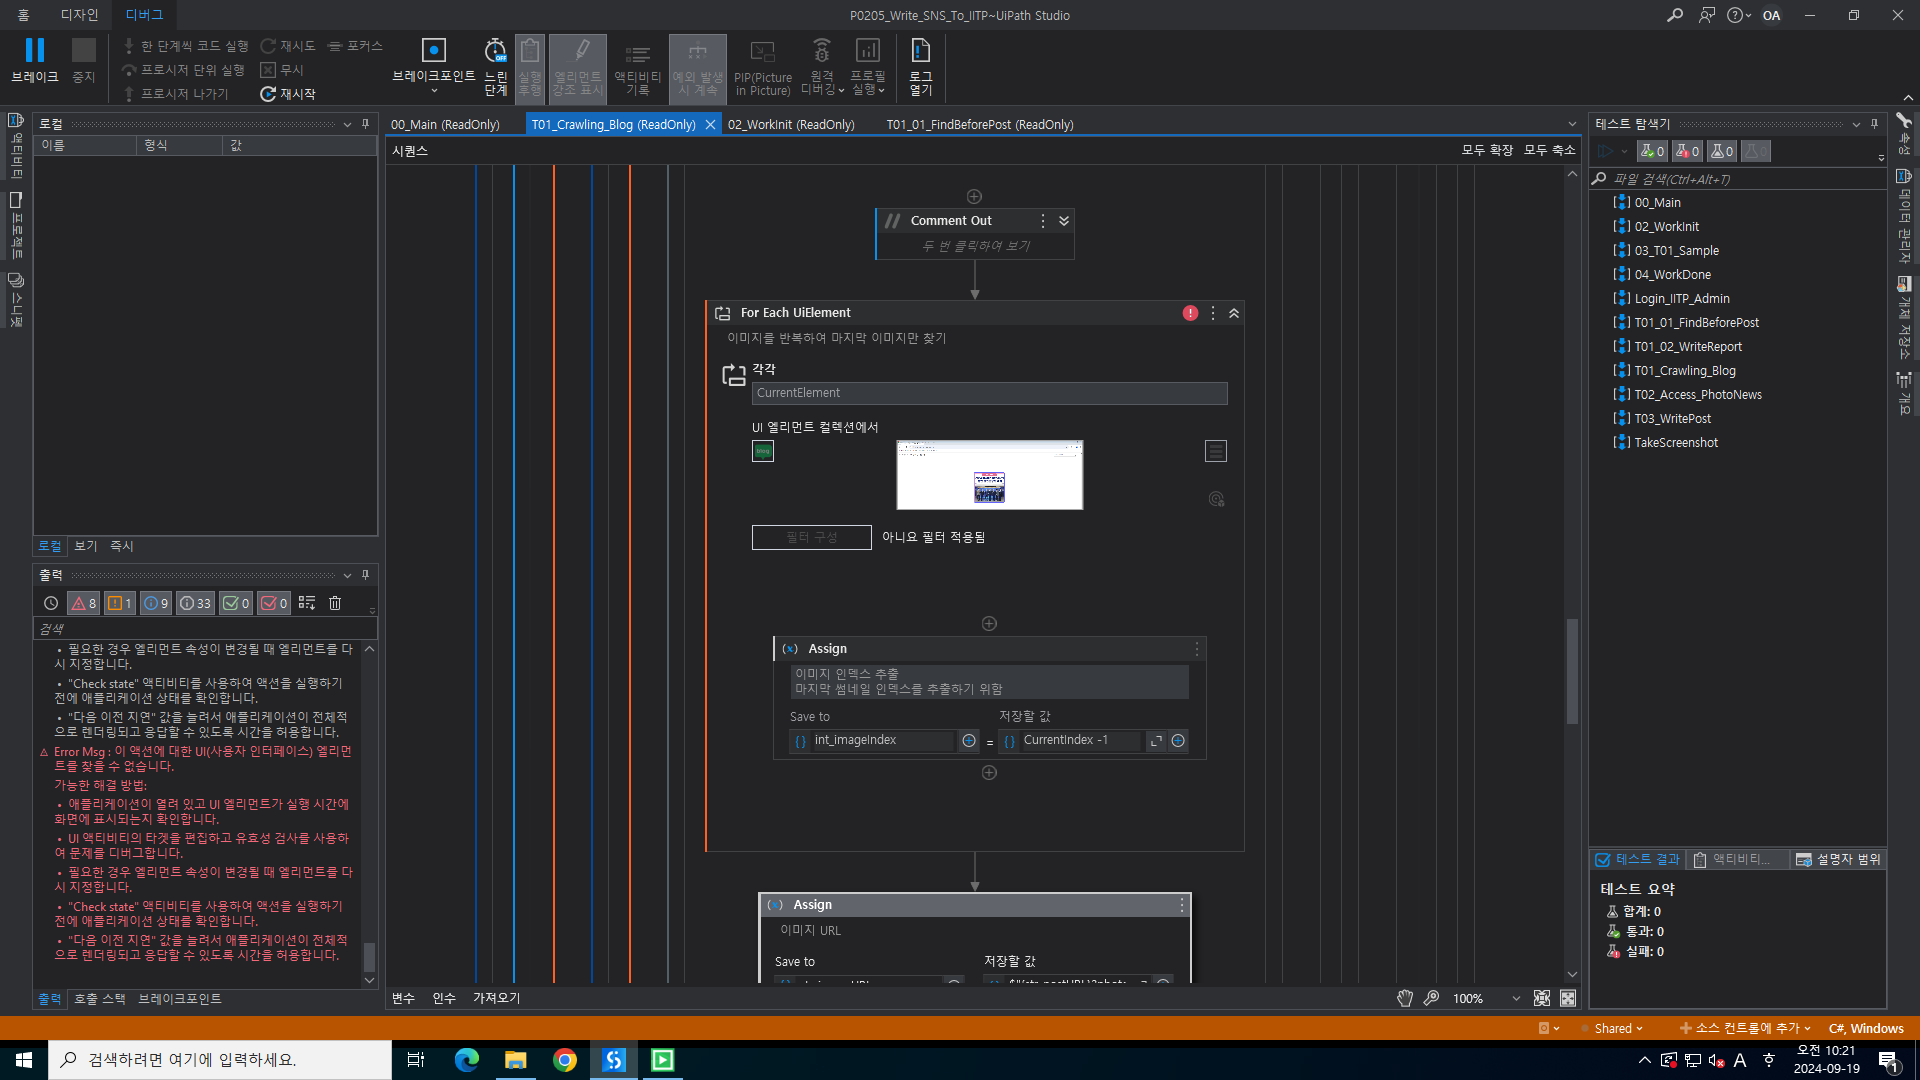 홈
디자인
디버그
P0205_Write_SNS_To_IITP~UiPath Studio
OA
브레이크
중지
한 단계씩 코드 실행
프로시저 단위 실행
프로시저 나가기
재시도
무시
재시작
포커스
브레이크포인트
느린
단계
실행
후행
엘리먼트
강조 표시
액티비티
기록
예외 발생
시 계속
PIP(Picture
in Picture)
원격
디버깅
프로필
실행
로그
열기
액티비티
프로젝트
스니펫
로컬
이름
형식
값
로컬
보기
즉시
출력
8
1
9
33
0
0
검색
• 필요한 경우 엘리먼트 속성이 변경될 때 엘리먼트를 다
시 지정합니다.
• "Check state" 액티비티를 사용하여 액션을 실행하기
전에 애플리케이션 상태를 확인합니다.
• "다음 이전 지연" 값을 늘려서 애플리케이션이 전체적
으로 렌더링되고 응답할 수 있도록 시간을 허용합니다.
Error Msg : 이 액션에 대한 UI(사용자 인터페이스) 엘리먼
트를 찾을 수 없습니다.
가능한 해결 방법:
• 애플리케이션이 열려 있고 UI 엘리먼트가 실행 시간에
화면에 표시되는지 확인합니다.
• UI 액티비티의 타겟을 편집하고 유효성 검사를 사용하
여 문제를 디버그합니다.
• 필요한 경우 엘리먼트 속성이 변경될 때 엘리먼트를 다
시 지정합니다.
• "Check state" 액티비티를 사용하여 액션을 실행하기
전에 애플리케이션 상태를 확인합니다.
• "다음 이전 지연" 값을 늘려서 애플리케이션이 전체적
으로 렌더링되고 응답할 수 있도록 시간을 허용합니다.
출력
호출 스택
브레이크포인트
00_Main (ReadOnly)
T01_Crawling_Blog (ReadOnly)
02_WorkInit (ReadOnly)
T01_01_FindBeforePost (ReadOnly)
시퀀스
모두 확장
모두 축소
Comment Out
두 번 클릭하여 보기
For Each UiElement
이미지를 반복하여 마지막 이미지만 찾기
각각
CurrentElement
UI 엘리먼트 컬렉션에서
blog
필터 구성
아니요 필터 적용됨
Assign
이미지 인덱스 추출
마지막 썸네일 인덱스를 추출하기 위함
Save to
저장할 값
int_imageIndex
=
CurrentIndex -1
Assign
이미지 URL
Save to
저장할 값
변수
인수
가져오기
100%
테스트 탐색기
0
0
0
0
파일 검색(Ctrl+Alt+T)
00_Main
02_WorkInit
03_T01_Sample
04_WorkDone
Login_IITP_Admin
T01_01_FindBeforePost
T01_02_WriteReport
T01_Crawling_Blog
T02_Access_PhotoNews
T03_WritePost
TakeScreenshot
테스트 결과
액티비티...
설명자 범위
테스트 요약
합계: 0
통과: 0
실패: 0
속성
데이터 관리자
개체 저장소
개요
Shared
소스 컨트롤에 추가
C#, Windows
검색하려면 여기에 입력하세요.
A
오전 10:21
2024-09-19
1